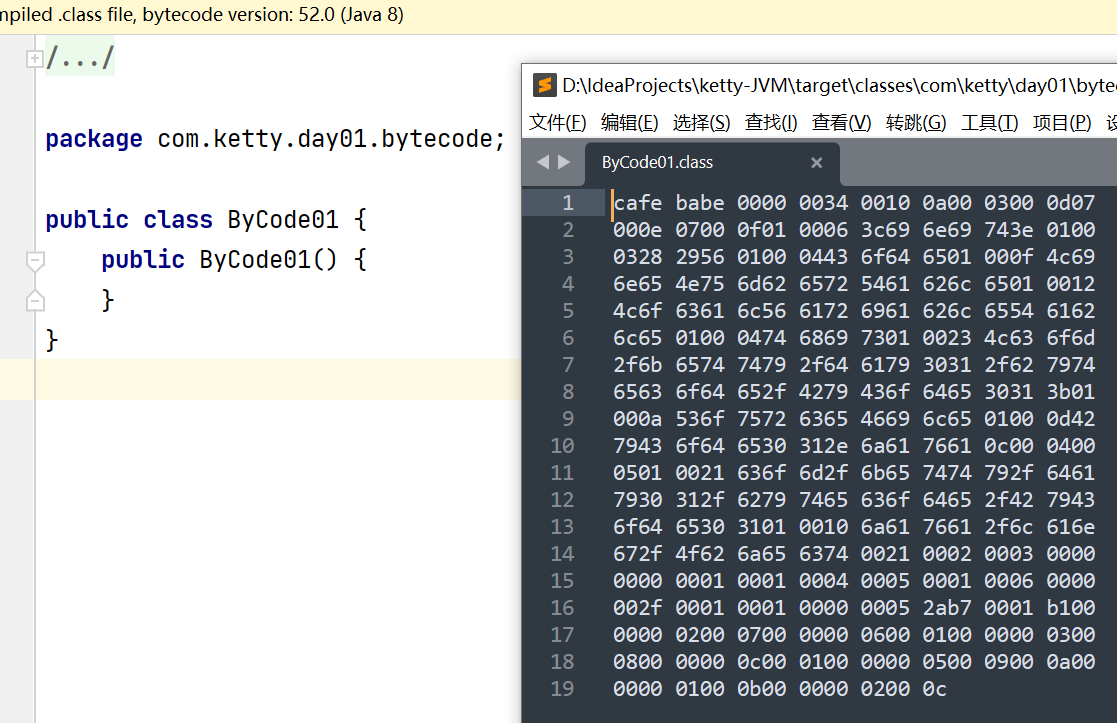 mpiled .class file, bytecode version: 52.0 (Java 8)
/.../
package com.ketty.day01.bytecode;
public class ByCode01 {
public ByCode01() {
}
}
D:\IdeaProjects\ketty-JVM\target\classes\com\ketty\day01\bytec
文件(F) 编辑(E) 选择(S) 查找(I) 查看(V) 转跳(G) 工具(T) 项目(P) 设
ByCode01.class ×
1 cafe babe 0000 0034 0010 0a00 0300 0d07
2 000e 0700 0f01 0006 3c69 6e69 743e 0100
3 0328 2956 0100 0443 6f64 6501 000f 4c69
4 6e65 4e75 6d62 6572 5461 626c 6501 0012
5 4c6f 6361 6c56 6172 6961 626c 6554 6162
6 6c65 0100 0474 6869 7301 0023 4c63 6f6d
7 2f6b 6574 7479 2f64 6179 3031 2f62 7974
8 6563 6f64 652f 4279 436f 6465 3031 3b01
9 000a 536f 7572 6365 4669 6c65 0100 0d42
10 7943 6f64 6530 312e 6a61 7661 0c00 0400
11 0501 0021 636f 6d2f 6b65 7474 792f 6461
12 7930 312f 6279 7465 636f 6465 2f42 7943
13 6f64 6530 3101 0010 6a61 7661 2f6c 616e
14 672f 4f62 6a65 6374 0021 0002 0003 0000
15 0000 0001 0001 0004 0005 0001 0006 0000
16 002f 0001 0001 0000 0005 2ab7 0001 b100
17 0000 0200 0700 0000 0600 0100 0000 0300
18 0800 0000 0c00 0100 0000 0500 0900 0a00
19 0000 0100 0b00 0000 0200 0c